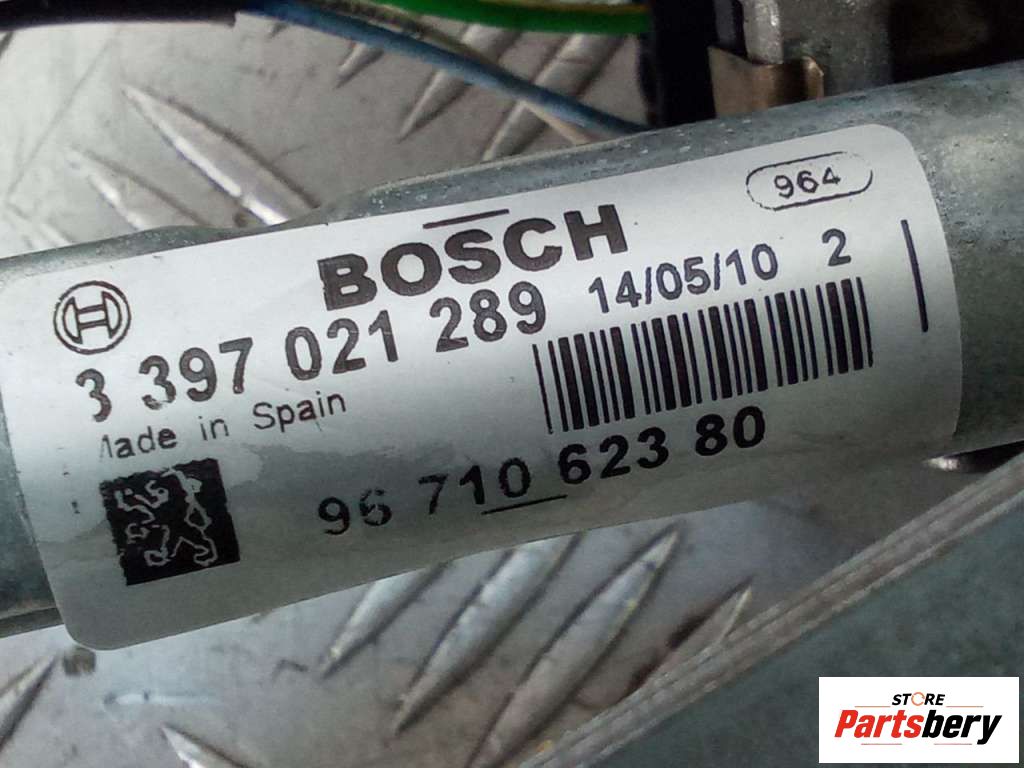 964
BOSCH
3 397 021 289 14/05/10 2
Made in Spain
96 710 623 80
STORE
Partsbery